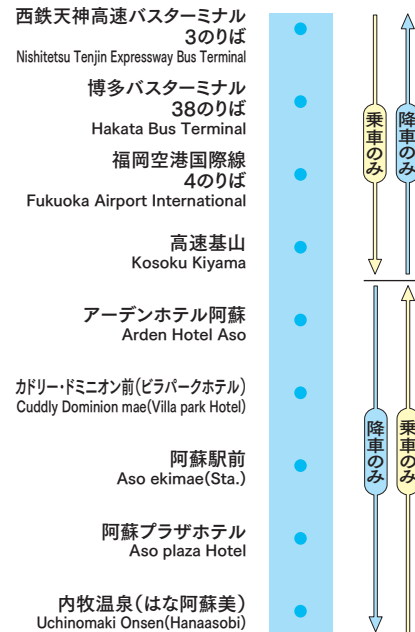 西鉄天神高速バスターミナル
3のりば
Nishitetsu Tenjin Expressway Bus Terminal
博多バスターミナル
38のりば
Hakata Bus Terminal
福岡空港国際線
4のりば
Fukuoka Airport International
高速基山
Kosoku Kiyama
アーデンホテル阿蘇
Arden Hotel Aso
カドリー・ドミニオン前(ビラパークホテル)
Cuddly Dominion mae(Villa park Hotel)
阿蘇駅前
Aso ekimae(Sta.)
阿蘇プラザホテル
Aso plaza Hotel
内牧温泉(はな阿蘇美)
Uchinomaki Onsen(Hanaasobi)
乗車のみ
降車のみ
降車のみ
乗車のみ